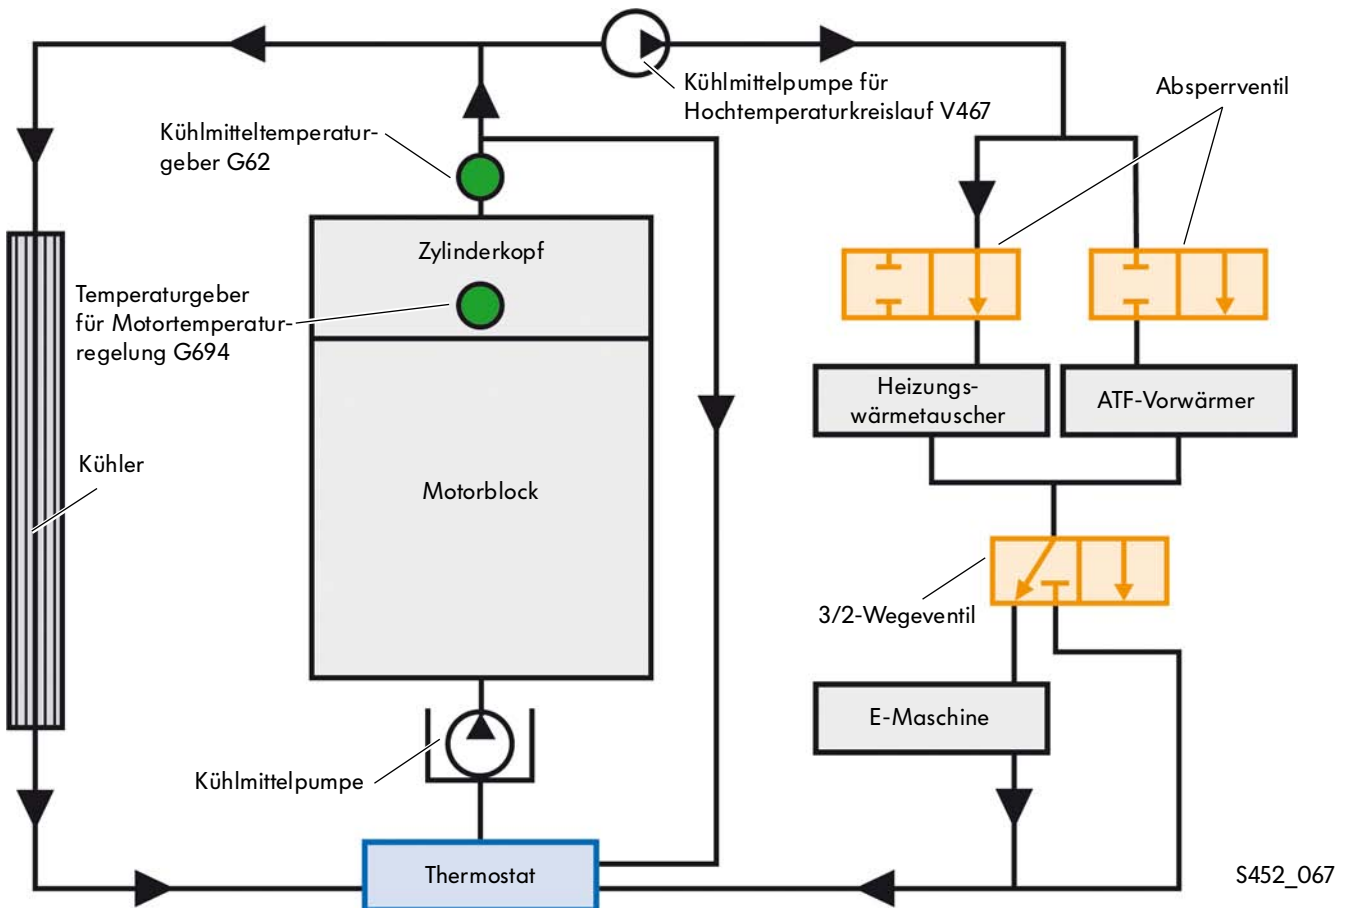 Kühlmittelpumpe für
Hochtemperaturkreislauf V467
Absperrventil
Kühlmitteltemperatur-
geber G62
Zylinderkopf
Temperaturgeber
für Motortemperatur-
regelung G694
Heizungs-
wärmetauscher
ATF-Vorwärmer
Kühler
Motorblock
3/2-Wegeventil
E-Maschine
Kühlmittelpumpe
Thermostat
S452_067